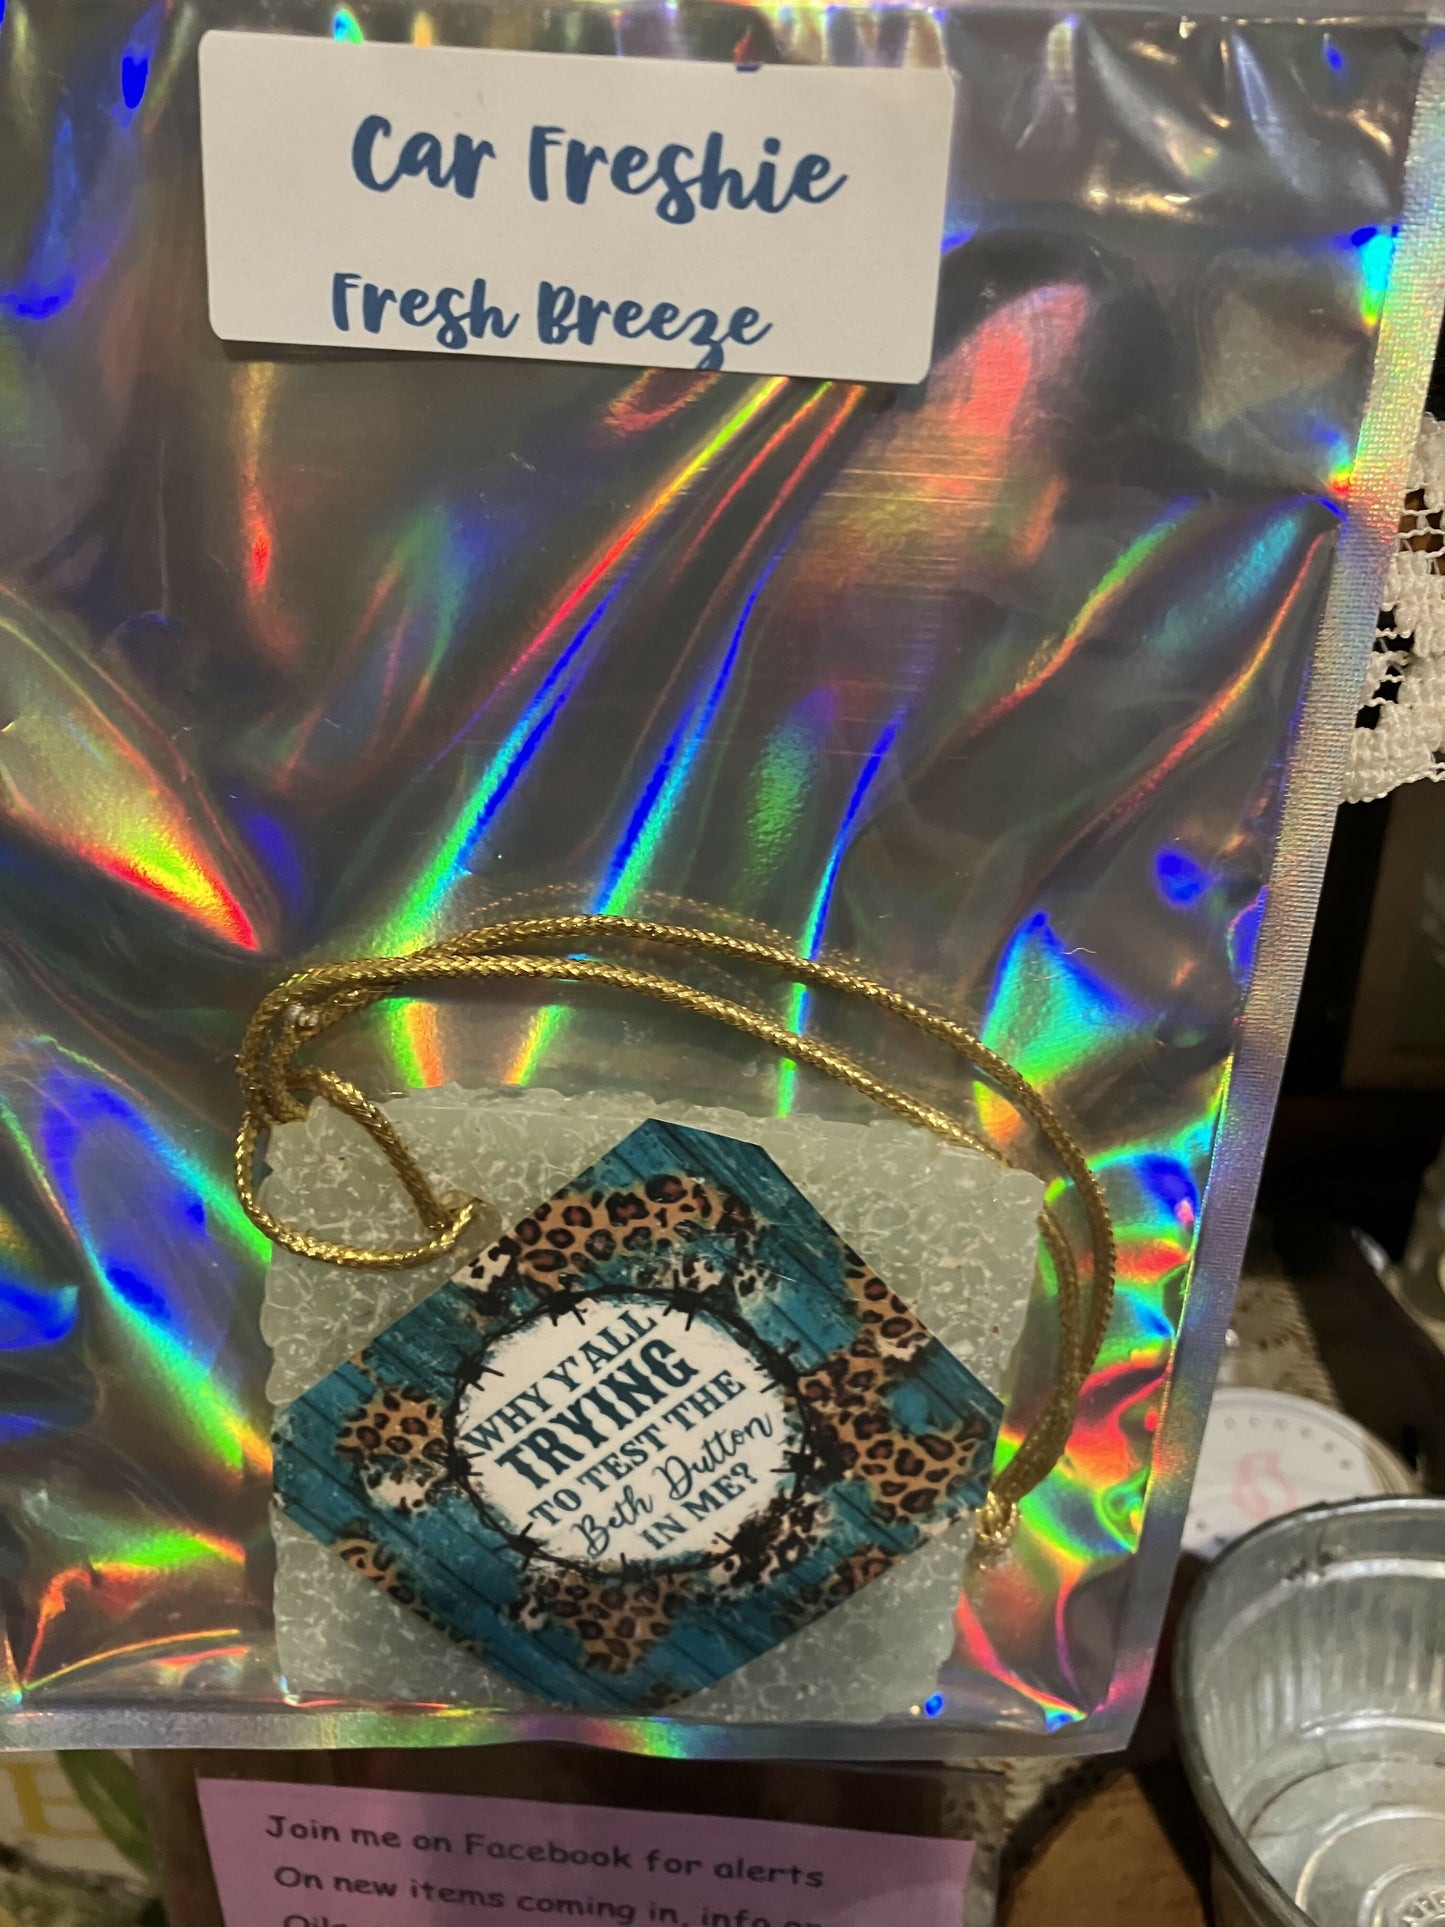 Car Freshie
Fresh Breeze
WHY Y'ALL
TRYING
TO TEST THE
Beth Dutton
IN ME?
Join me on Facebook for alerts
On new items coming in, info on